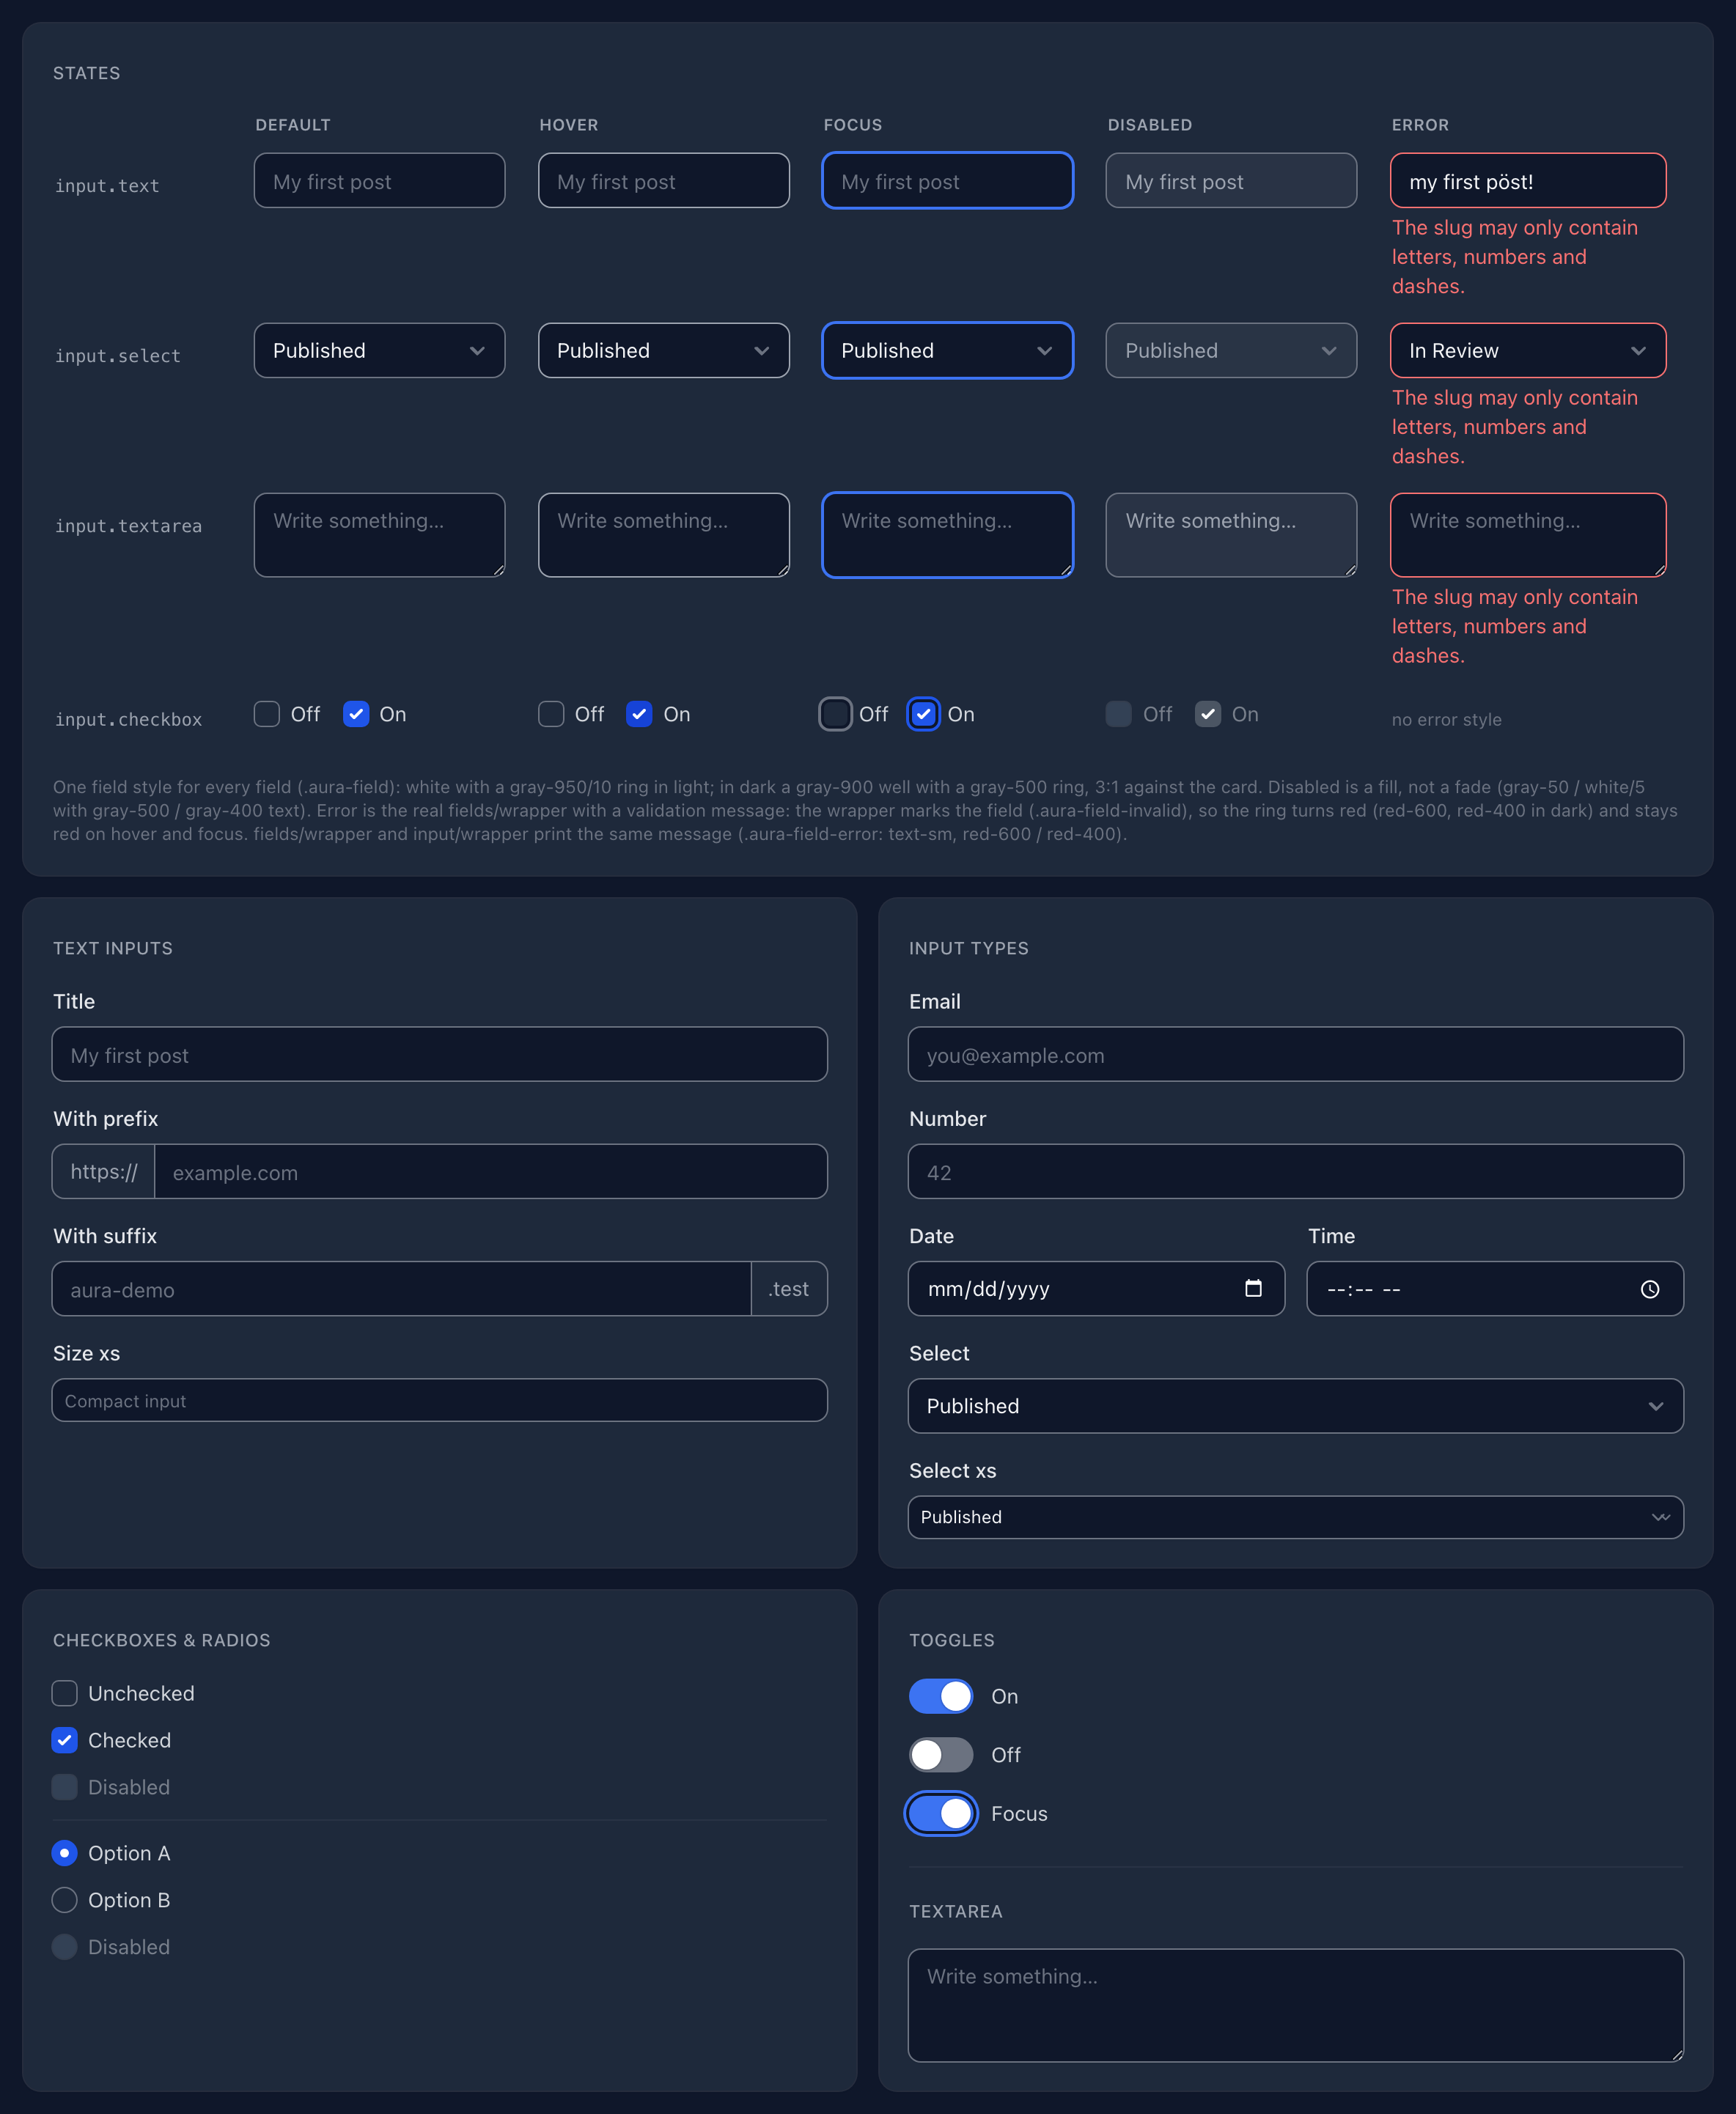 STATES
DEFAULT HOVER FOCUS DISABLED ERROR
input.text My first post My first post My first post My first post my first pöst!
The slug may only contain
letters, numbers and
dashes.
input.select Published Published Published Published In Review
The slug may only contain
letters, numbers and
dashes.
input.textarea Write something... Write something... Write something... Write something... Write something...
The slug may only contain
letters, numbers and
dashes.
input.checkbox Off On Off On Off On Off On no error style
One field style for every field (.aura-field): white with a gray-950/10 ring in light; in dark a gray-900 well with a gray-500 ring, 3:1 against the card. Disabled is a fill, not a fade (gray-50 / white/5
with gray-500 / gray-400 text). Error is the real fields/wrapper with a validation message: the wrapper marks the field (.aura-field-invalid), so the ring turns red (red-600, red-400 in dark) and stays
red on hover and focus. fields/wrapper and input/wrapper print the same message (.aura-field-error: text-sm, red-600 / red-400).
TEXT INPUTS
Title
My first post
With prefix
https:// example.com
With suffix
aura-demo .test
Size xs
Compact input
INPUT TYPES
Email
you@example.com
Number
42
Date Time
mm/dd/yyyy --:-- --
Select
Published
Select xs
Published
CHECKBOXES & RADIOS
Unchecked
Checked
Disabled
Option A
Option B
Disabled
TOGGLES
On
Off
Focus
TEXTAREA
Write something...